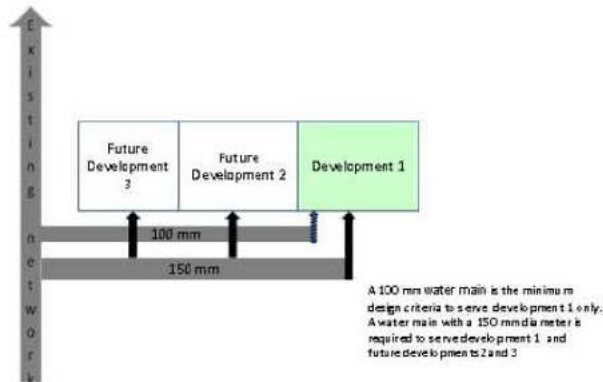 Existing network
Future
Development
3
Future
Development 2
Development 1
100 mm
150 mm
A 100 mm water main is the minimum
design criteria to serve development 1 only.
A water main with a 150 mm diameter is
required to serve development 1 and
future developments 2 and 3